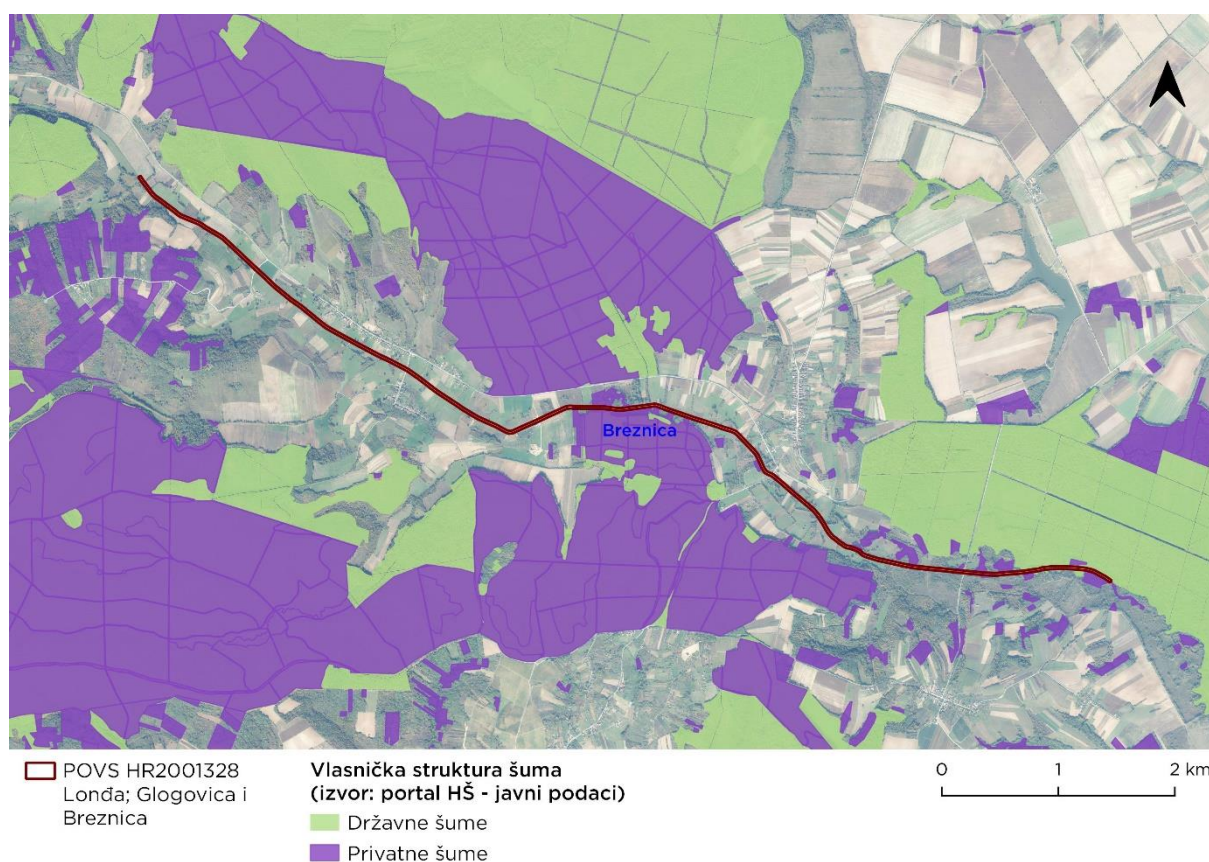 Breznica
POVS HR2001328
Lonđa; Glogovica i
Breznica
Vlasnička struktura šuma
(izvor: portal HŠ - javni podaci)
Državne šume
Privatne šume
0 1 2 km